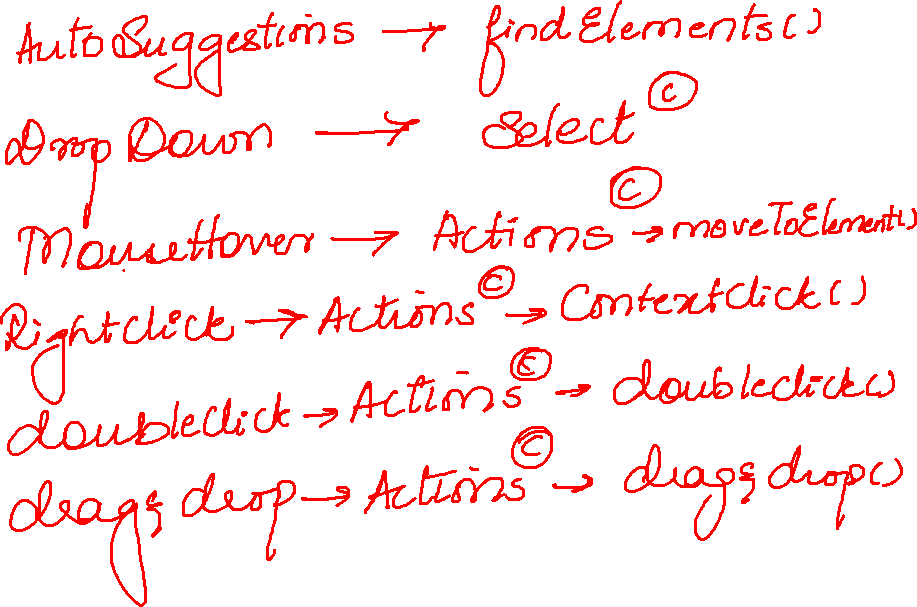 AutoSuggestions → findElements()
DropDown → Select ©
MouseHover → Actions © → moveToElement()
Rightclick → Actions © → Contextclick()
doubleClick → Actions © → doubleclick()
drag & drop → Actions © → drag & drop()